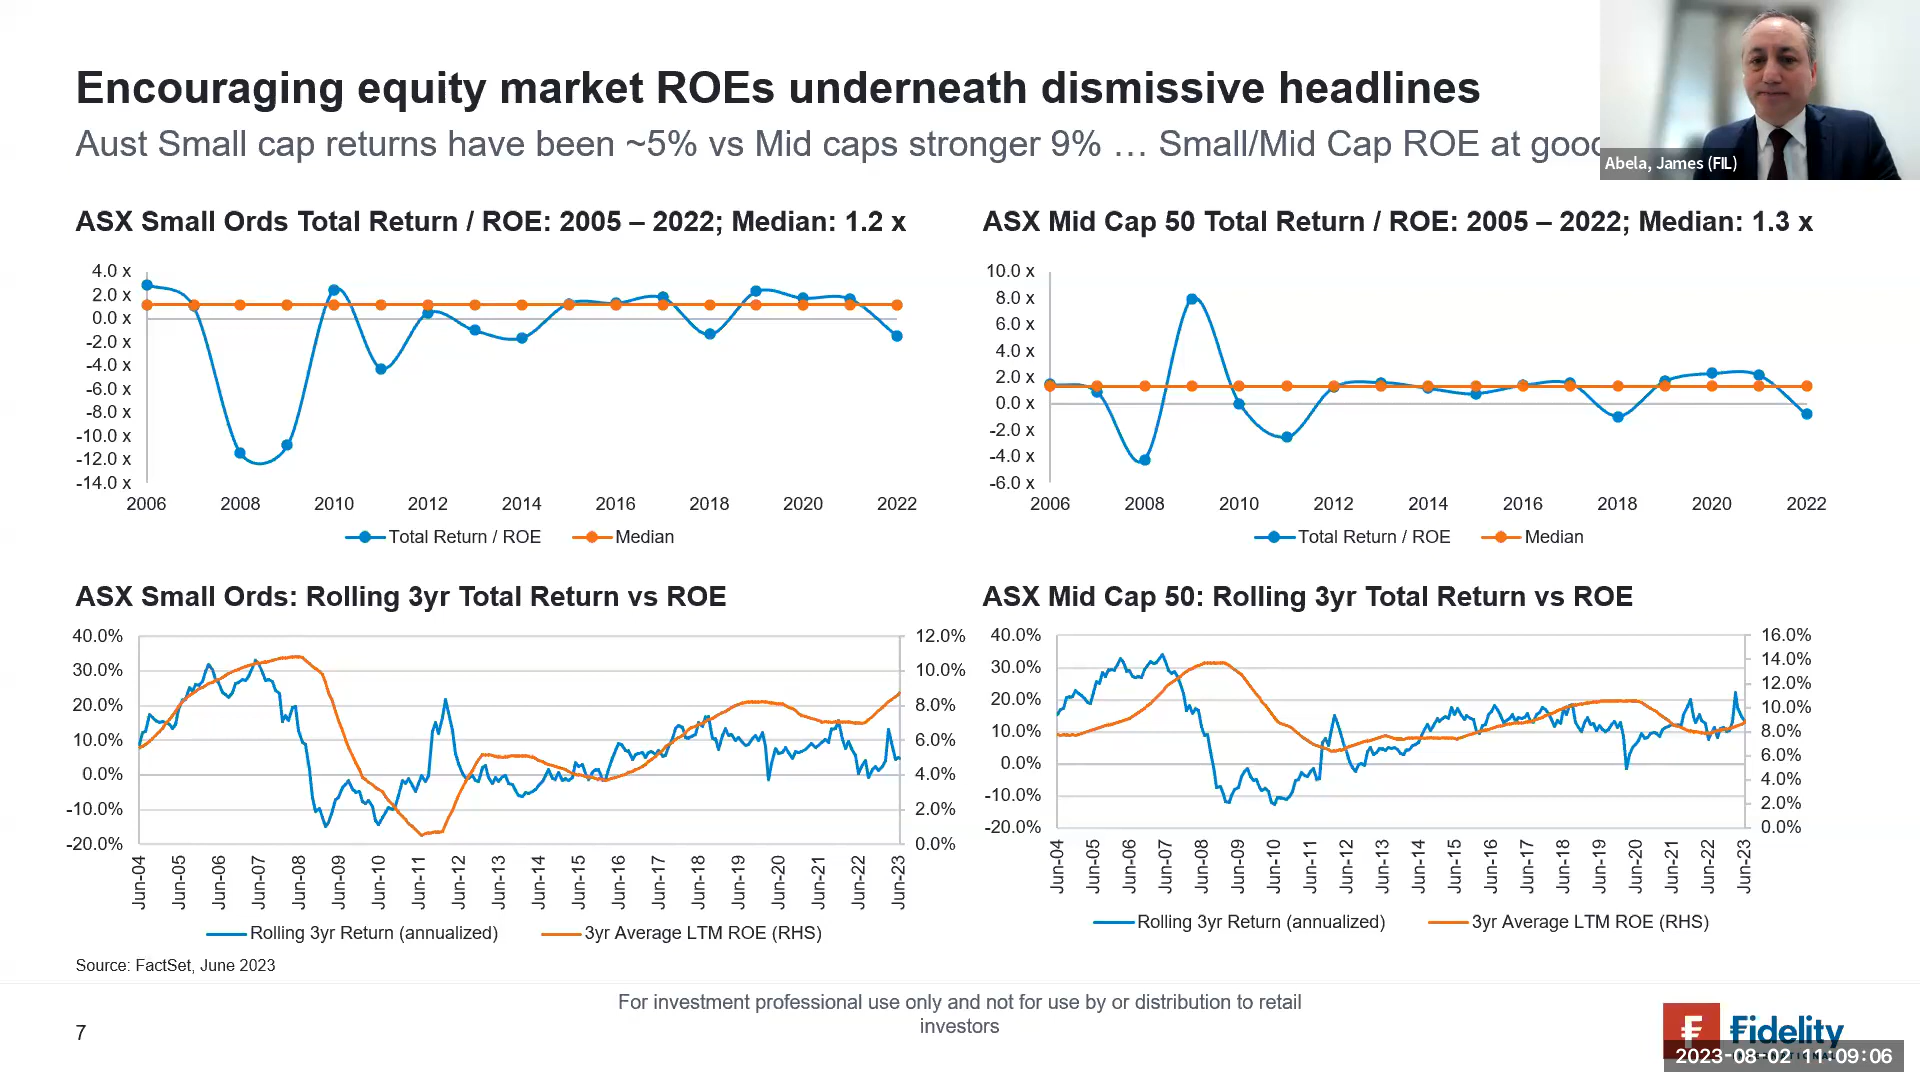 Encouraging equity market ROEs underneath dismissive headlines
Aust Small cap returns have been ~5% vs Mid caps stronger 9% … Small/Mid Cap ROE at good
Abela, James (FIL)
ASX Small Ords Total Return / ROE: 2005 – 2022; Median: 1.2 x
4.0 x
2.0 x
0.0 x
-2.0 x
-4.0 x
-6.0 x
-8.0 x
-10.0 x
-12.0 x
-14.0 x
2006 2008 2010 2012 2014 2016 2018 2020 2022
Total Return / ROE Median
ASX Mid Cap 50 Total Return / ROE: 2005 – 2022; Median: 1.3 x
10.0 x
8.0 x
6.0 x
4.0 x
2.0 x
0.0 x
-2.0 x
-4.0 x
-6.0 x
2006 2008 2010 2012 2014 2016 2018 2020 2022
Total Return / ROE Median
ASX Small Ords: Rolling 3yr Total Return vs ROE
40.0% 12.0%
30.0% 10.0%
20.0% 8.0%
10.0% 6.0%
0.0% 4.0%
-10.0% 2.0%
-20.0% 0.0%
Jun-04 Jun-05 Jun-06 Jun-07 Jun-08 Jun-09 Jun-10 Jun-11 Jun-12 Jun-13 Jun-14 Jun-15 Jun-16 Jun-17 Jun-18 Jun-19 Jun-20 Jun-21 Jun-22 Jun-23
Rolling 3yr Return (annualized) 3yr Average LTM ROE (RHS)
ASX Mid Cap 50: Rolling 3yr Total Return vs ROE
40.0%
30.0%
20.0%
10.0%
0.0%
-10.0%
-20.0%
16.0%
14.0%
12.0%
10.0%
8.0%
6.0%
4.0%
2.0%
0.0%
Jun-04 Jun-05 Jun-06 Jun-07 Jun-08 Jun-09 Jun-10 Jun-11 Jun-12 Jun-13 Jun-14 Jun-15 Jun-16 Jun-17 Jun-18 Jun-19 Jun-20 Jun-21 Jun-22 Jun-23
Rolling 3yr Return (annualized) 3yr Average LTM ROE (RHS)
Source: FactSet, June 2023
For investment professional use only and not for use by or distribution to retail
investors
7
Fidelity
2023-08-02 11:09:06